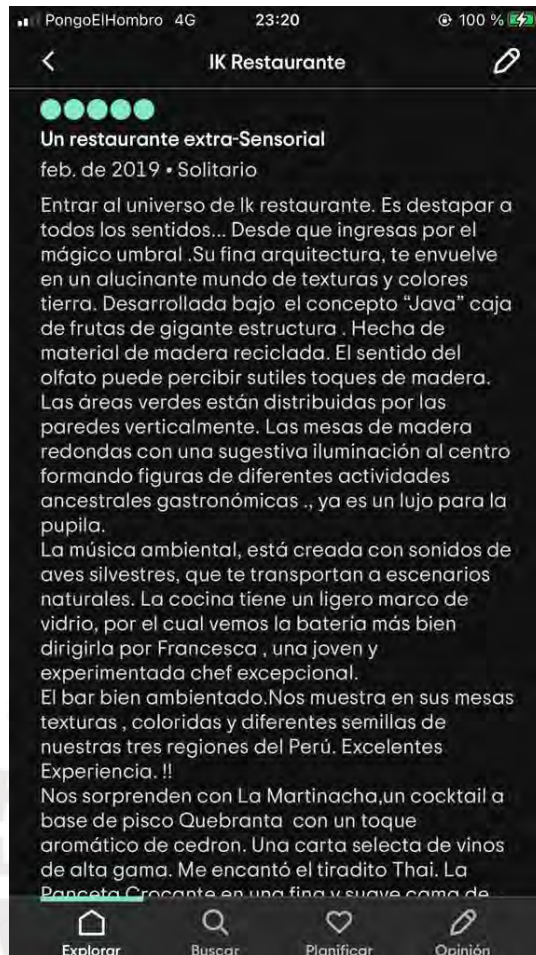 PongoElHombro 4G 23:20 100 %
IK Restaurante
Un restaurante extra-Sensorial
feb. de 2019 • Solitario
Entrar al universo de Ik restaurante. Es destapar a
todos los sentidos... Desde que ingresas por el
mágico umbral .Su fina arquitectura, te envuelve
en un alucinante mundo de texturas y colores
tierra. Desarrollada bajo el concepto “Java” caja
de frutas de gigante estructura . Hecha de
material de madera reciclada. El sentido del
olfato puede percibir sutiles toques de madera.
Las áreas verdes están distribuidas por las
paredes verticalmente. Las mesas de madera
redondas con una sugestiva iluminación al centro
formando figuras de diferentes actividades
ancestrales gastronómicas ., ya es un lujo para la
pupila.
La música ambiental, está creada con sonidos de
aves silvestres, que te transportan a escenarios
naturales. La cocina tiene un ligero marco de
vidrio, por el cual vemos la batería más bien
dirigirla por Francesca , una joven y
experimentada chef excepcional.
El bar bien ambientado.Nos muestra en sus mesas
texturas , coloridas y diferentes semillas de
nuestras tres regiones del Perú. Excelentes
Experiencia. !!
Nos sorprenden con La Martinacha,un cocktail a
base de pisco Quebranta con un toque
aromático de cedron. Una carta selecta de vinos
de alta gama. Me encantó el tiradito Thai. La
Panceta Crocante en una fina y suave cama de
Explorar Buscar Planificar Opinión